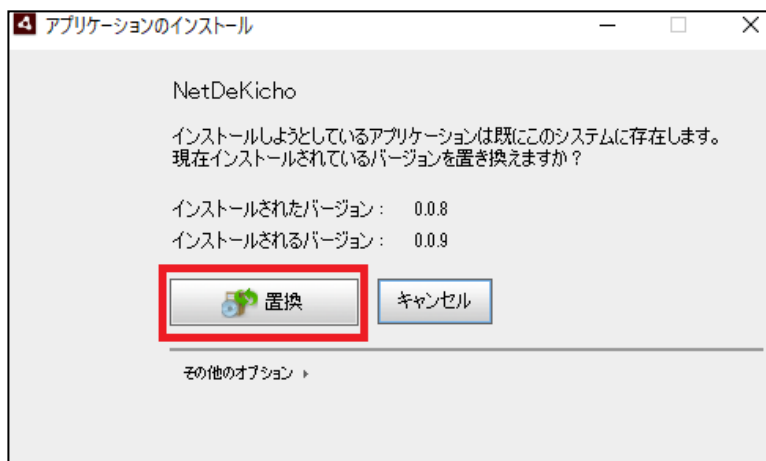 アプリケーションのインストール
NetDeKicho
インストールしようとしているアプリケーションは既にこのシステムに存在します。
現在インストールされているバージョンを置き換えますか？
インストールされたバージョン： 0.0.8
インストールされるバージョン： 0.0.9
置換 キャンセル
その他のオプション